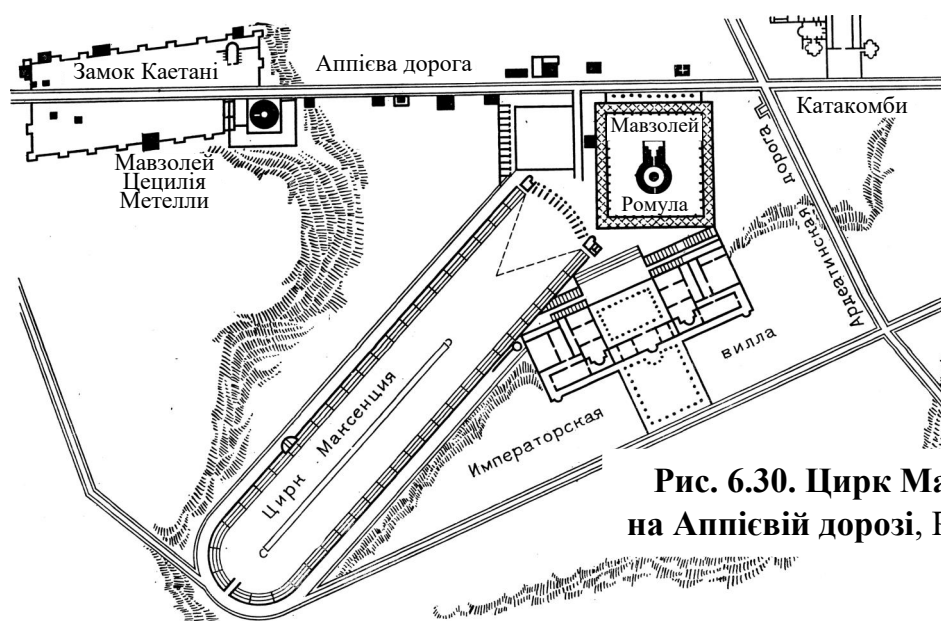 Замок Каетані
Аппієва дорога
Мавзолей
Цецилія
Метелли
Мавзолей
Ромула
Катакомби
Ардеатинская дорога
Цирк Максенция
Императорская вилла
Рис. 6.30. Цирк Ма
на Аппієвій дорозі,